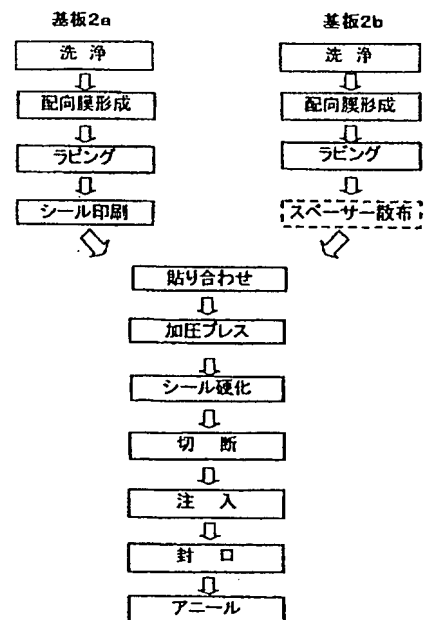 基板2a
洗 浄
配向膜形成
ラビング
シール印刷
基板2b
洗 浄
配向膜形成
ラビング
スペーサー散布
貼り合わせ
加圧プレス
シール硬化
切 断
注 入
封 口
アニール